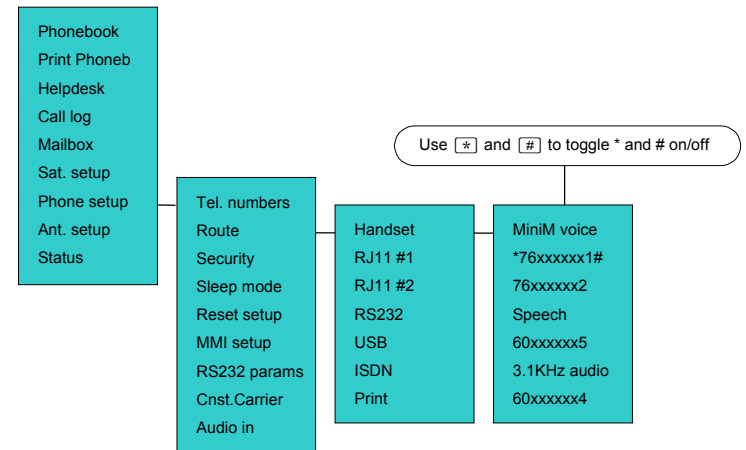 Phonebook
Print Phoneb
Helpdesk
Call log
Mailbox
Sat. setup
Phone setup
Ant. setup
Status
Use * and # to toggle * and # on/off
Tel. numbers
Route
Security
Sleep mode
Reset setup
MMI setup
RS232 params
Cnst.Carrier
Audio in
Handset
RJ11 #1
RJ11 #2
RS232
USB
ISDN
Print
MiniM voice
*76xxxxxx1#
76xxxxxx2
Speech
60xxxxxx5
3.1KHz audio
60xxxxxx4